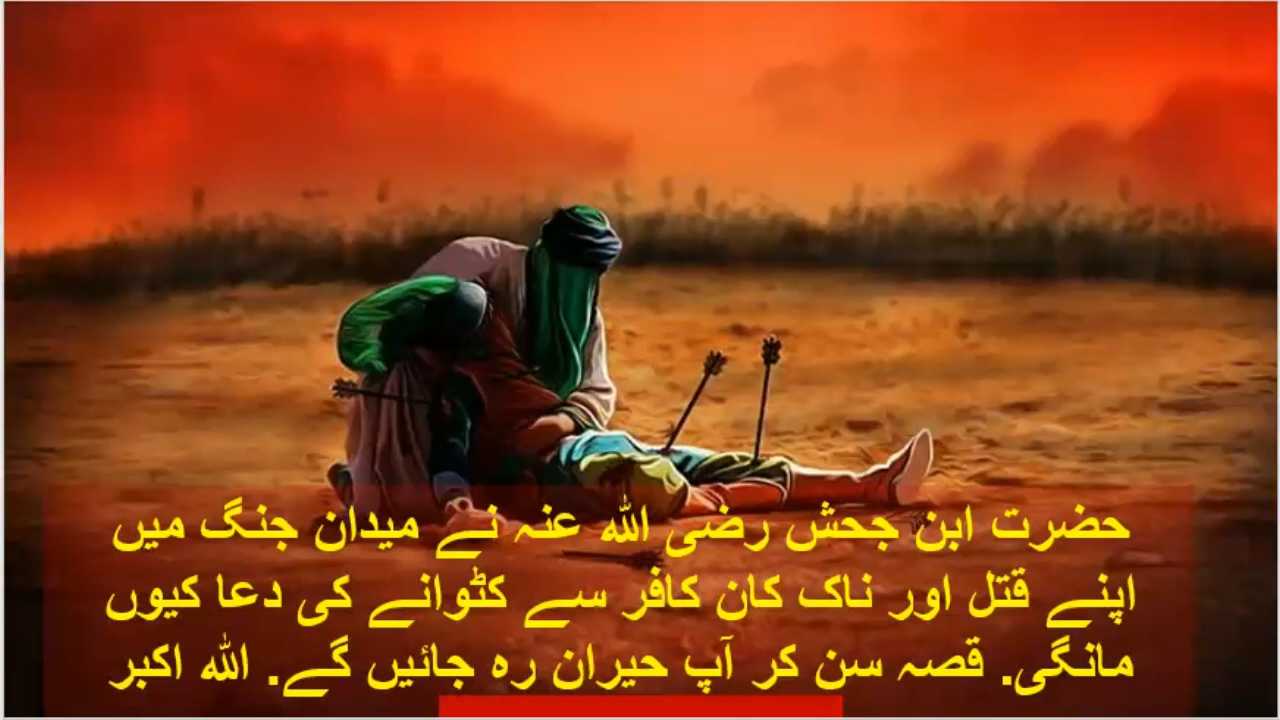 حضرت ابن جحش رضی اللہ عنہ نے میدان جنگ میں
اپنے قتل اور ناک کان کافر سے کٹوانے کی دعا کیوں
مانگی. قصہ سن کر آپ حیران رہ جائیں گے. اللہ اکبر